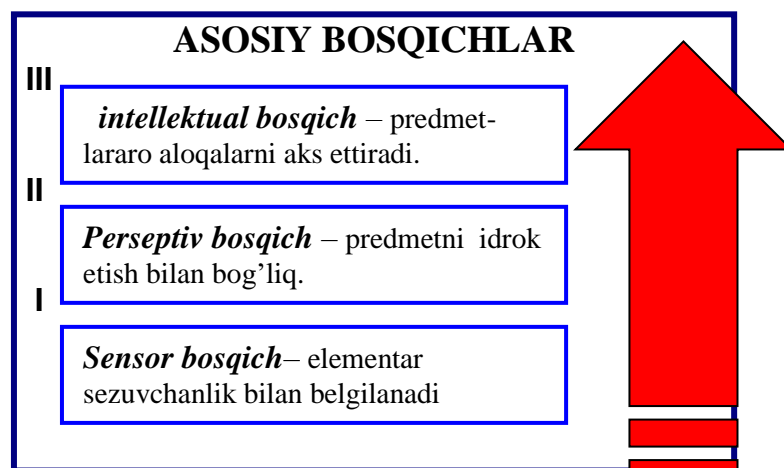 ASOSIY BOSQICHLAR
III
intellektual bosqich – predmet-
lararo aloqalarni aks ettiradi.
II
Perseptiv bosqich – predmetni idrok
etish bilan bog’liq.
I
Sensor bosqich– elementar
sezuvchanlik bilan belgilanadi